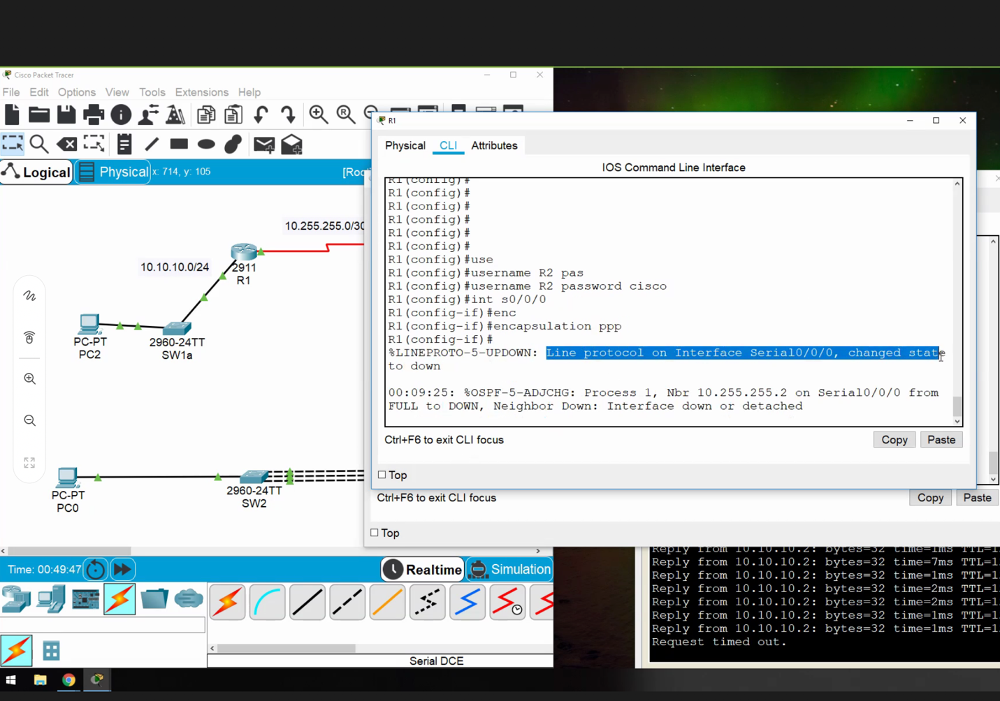 Cisco Packet Tracer
File Edit Options View Tools Extensions Help
Logical
Physical
x: 714, y: 105
10.255.255.0/30
10.10.10.0/24
2911
R1
PC-PT
PC2
2960-24TT
SW1a
PC-PT
PC0
2960-24TT
SW2
R1
Physical CLI Attributes
IOS Command Line Interface
R1(config)#
R1(config)#
R1(config)#
R1(config)#
R1(config)#
R1(config)#
R1(config)#use
R1(config)#username R2 pas
R1(config)#username R2 password cisco
R1(config)#int s0/0/0
R1(config-if)#enc
R1(config-if)#encapsulation ppp
R1(config-if)#
%LINEPROTO-5-UPDOWN: Line protocol on Interface Serial0/0/0, changed state
to down
00:09:25: %OSPF-5-ADJCHG: Process 1, Nbr 10.255.255.2 on Serial0/0/0 from
FULL to DOWN, Neighbor Down: Interface down or detached
Ctrl+F6 to exit CLI focus
Copy Paste
Top
Ctrl+F6 to exit CLI focus
Copy Paste
Top
Time: 00:49:47
Realtime
Simulation
Serial DCE
Reply from 10.10.10.2: bytes=32 time=1ms TTL=1
Reply from 10.10.10.2: bytes=32 time=7ms TTL=1
Reply from 10.10.10.2: bytes=32 time=1ms TTL=1
Reply from 10.10.10.2: bytes=32 time=2ms TTL=1
Reply from 10.10.10.2: bytes=32 time=2ms TTL=1
Reply from 10.10.10.2: bytes=32 time=1ms TTL=1
Reply from 10.10.10.2: bytes=32 time=1ms TTL=1
Request timed out.